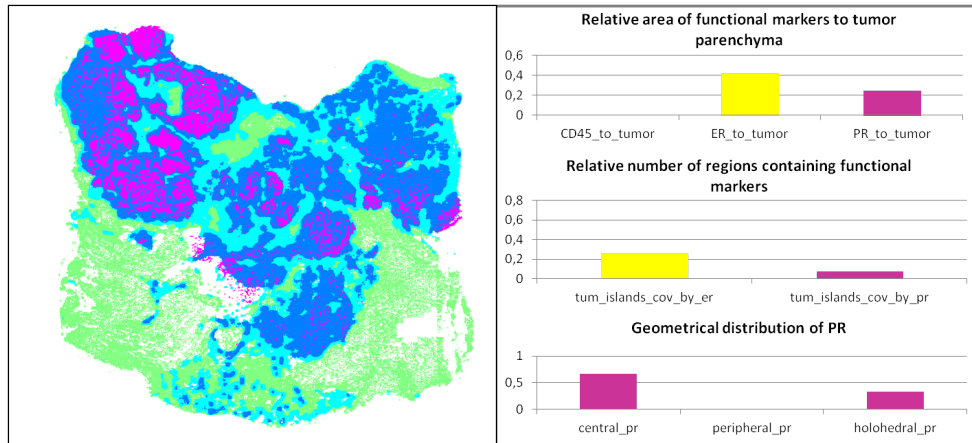 Relative area of functional markers to tumor
parenchyma
0,6
0,4
0,2
0
CD45_to_tumor ER_to_tumor PR_to_tumor
Relative number of regions containing functional
markers
0,8
0,6
0,4
0,2
0
tum_islands_cov_by_er tum_islands_cov_by_pr
Geometrical distribution of PR
1
0,5
0
central_pr peripheral_pr holohedral_pr